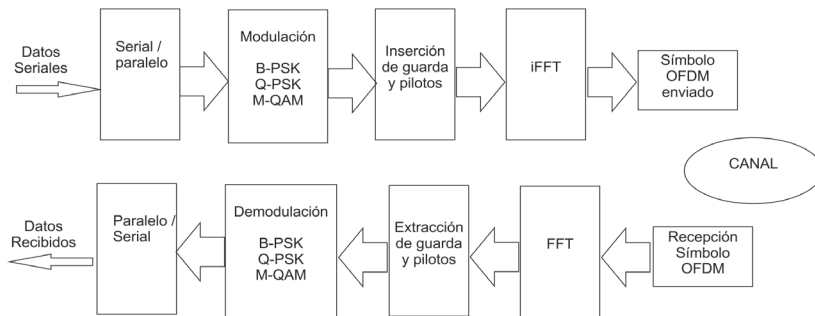 Datos
Seriales
Serial /
paralelo
Modulación
B-PSK
Q-PSK
M-QAM
Inserción
de guarda
y pilotos
iFFT
Símbolo
OFDM
enviado
CANAL
Datos
Recibidos
Paralelo /
Serial
Demodulación
B-PSK
Q-PSK
M-QAM
Extracción
de guarda
y pilotos
FFT
Recepción
Símbolo
OFDM